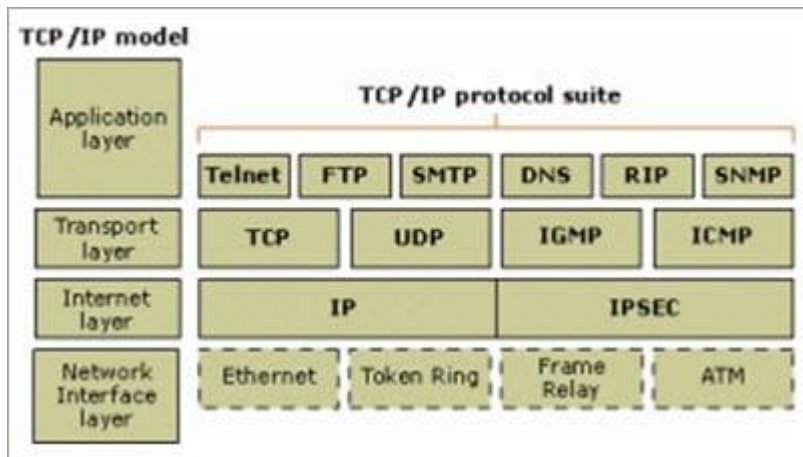 TCP/IP model
Application
layer
TCP/IP protocol suite
Telnet FTP SMTP DNS RIP SNMP
Transport
layer
TCP UDP IGMP ICMP
Internet
layer
IP IPSEC
Network
Interface
layer
Ethernet Token Ring Frame
Relay ATM